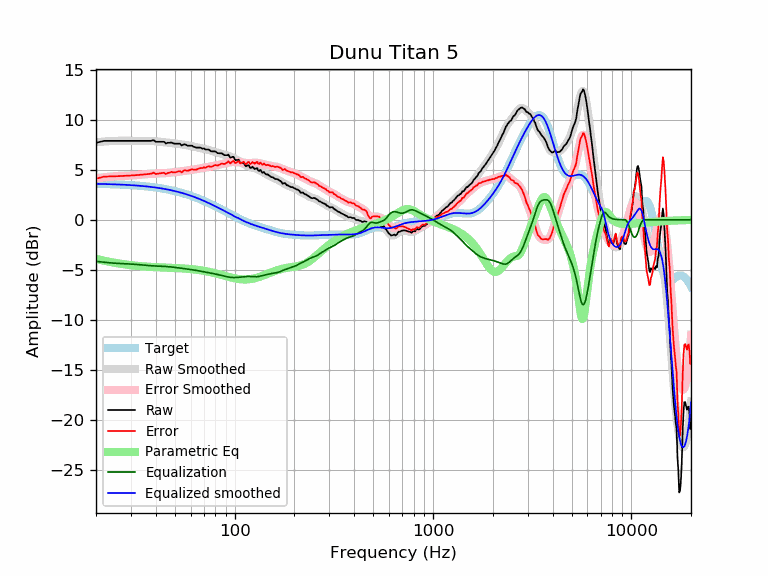 Dunu Titan 5
15
10
5
0
−5
−10
−15
−20
−25
Amplitude (dBr)
Target
Raw Smoothed
Error Smoothed
Raw
Error
Parametric Eq
Equalization
Equalized smoothed
100 1000 10000
Frequency (Hz)